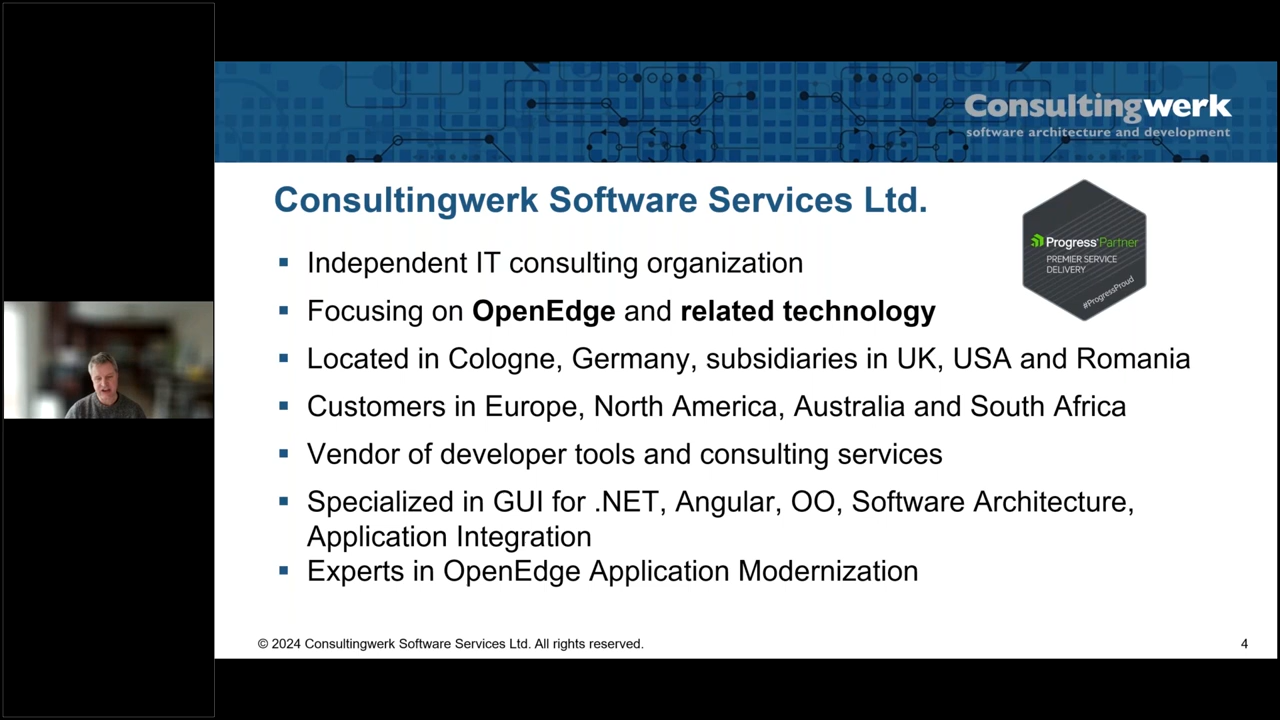 Consultingwerk
software architecture and development
Consultingwerk Software Services Ltd.
Progress Partner
PREMIER SERVICE
DELIVERY
#ProgressProud
▪ Independent IT consulting organization
▪ Focusing on OpenEdge and related technology
▪ Located in Cologne, Germany, subsidiaries in UK, USA and Romania
▪ Customers in Europe, North America, Australia and South Africa
▪ Vendor of developer tools and consulting services
▪ Specialized in GUI for .NET, Angular, OO, Software Architecture,
Application Integration
▪ Experts in OpenEdge Application Modernization
© 2024 Consultingwerk Software Services Ltd. All rights reserved.
4